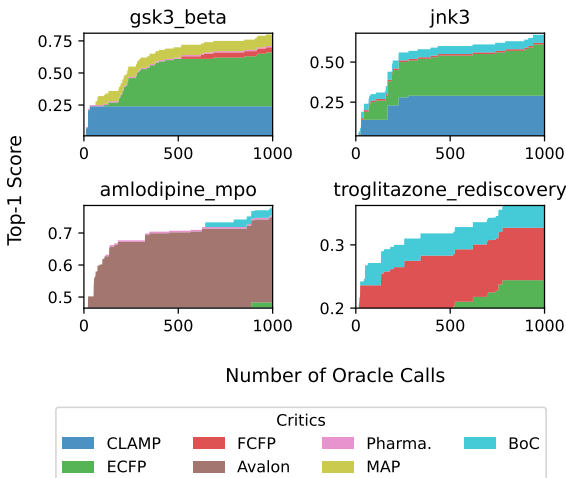 gsk3_beta
jnk3
0.75
0.50
0.25
0
500
1000
0.50
0.25
0
500
1000
Top-1 Score
amlodipine_mpo
troglitazone_rediscovery
0.7
0.6
0.5
0
500
1000
0.3
0.2
0
500
1000
Number of Oracle Calls
Critics
CLAMP
FCFP
Pharma.
BoC
ECFP
Avalon
MAP